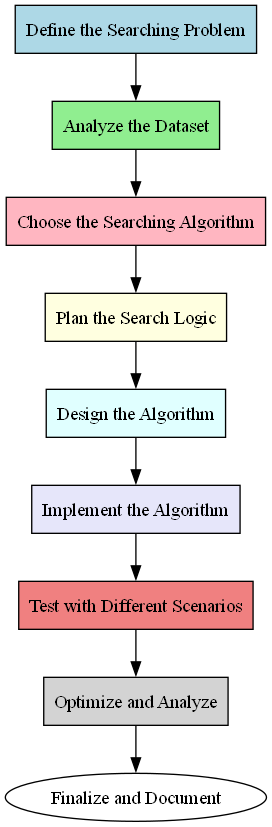 Define the Searching Problem
Analyze the Dataset
Choose the Searching Algorithm
Plan the Search Logic
Design the Algorithm
Implement the Algorithm
Test with Different Scenarios
Optimize and Analyze
Finalize and Document